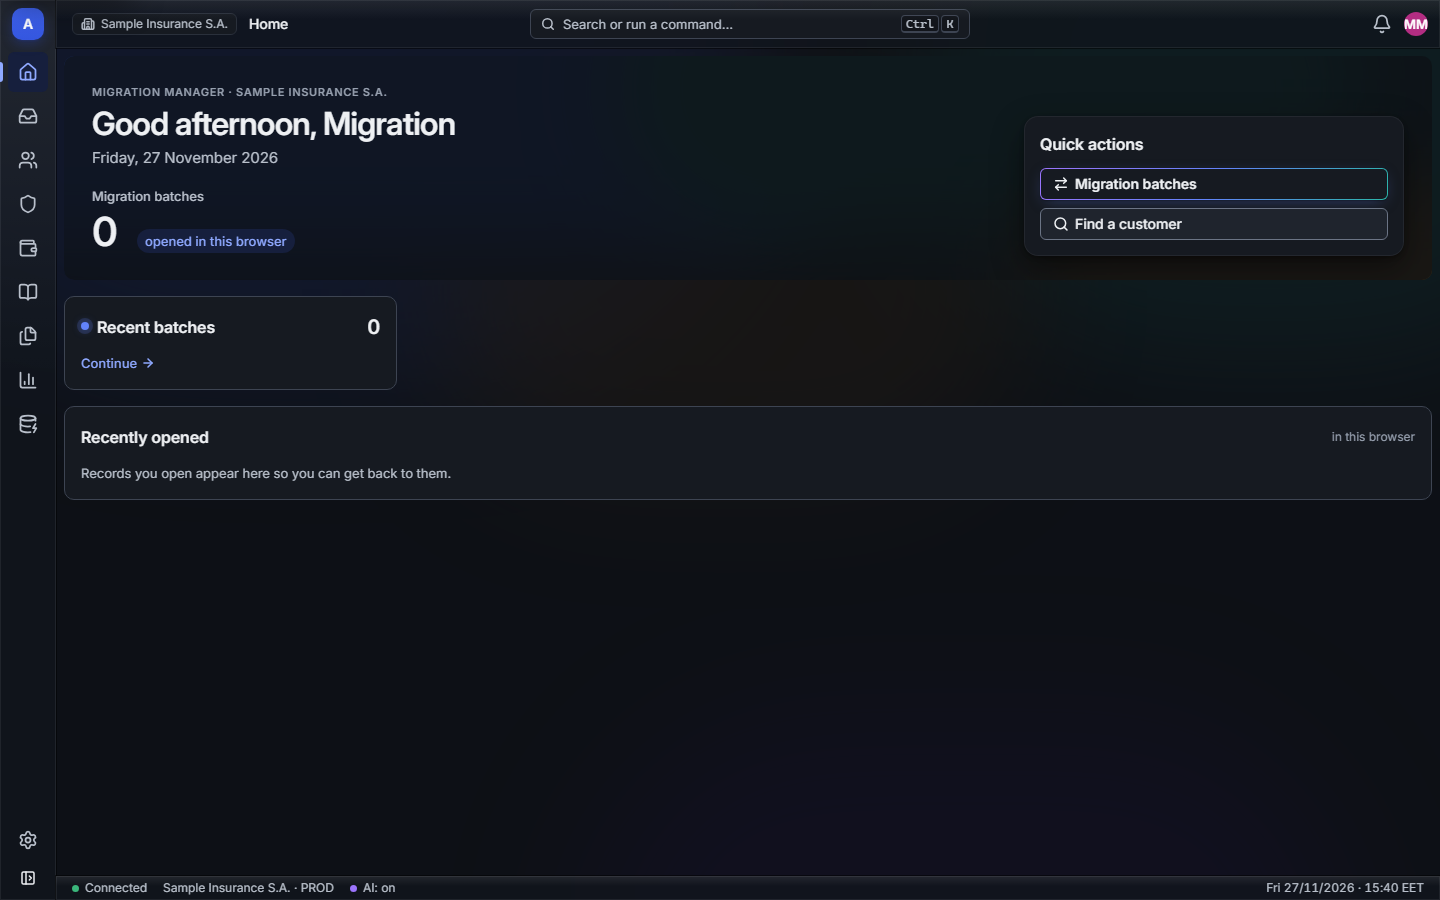 A
Sample Insurance S.A.
Home
Search or run a command...
Ctrl K
MM
MIGRATION MANAGER · SAMPLE INSURANCE S.A.
Good afternoon, Migration
Friday, 27 November 2026
Migration batches
0
opened in this browser
Quick actions
Migration batches
Find a customer
Recent batches
0
Continue →
Recently opened
in this browser
Records you open appear here so you can get back to them.
Connected
Sample Insurance S.A. · PROD
AI: on
Fri 27/11/2026 · 15:40 EET